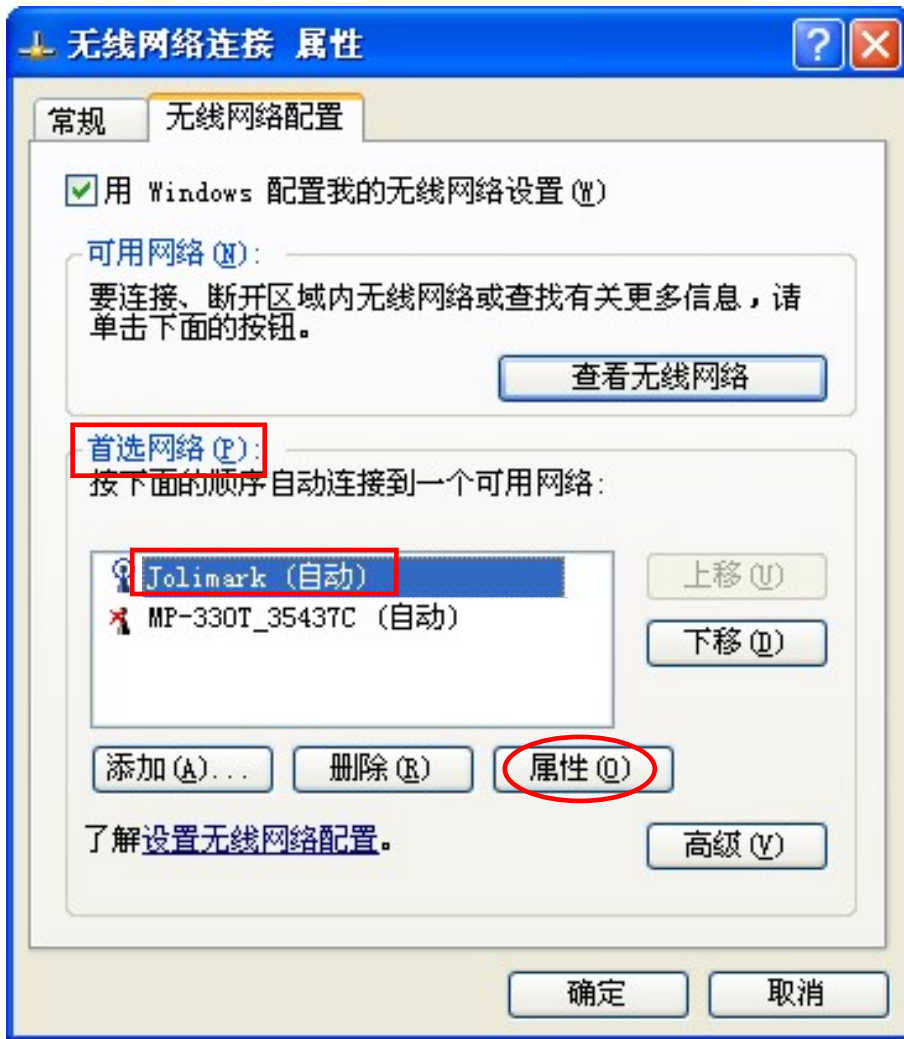 无线网络连接 属性
常规
无线网络配置
用 Windows 配置我的无线网络设置(W)
可用网络(N):
要连接、断开区域内无线网络或查找有关更多信息,请
单击下面的按钮。
查看无线网络
首选网络(P):
按下面的顺序自动连接到一个可用网络:
Jolimark (自动)
上移(U)
MP-330T_35437C (自动)
下移(D)
添加(A)...
删除(R)
属性(O)
了解设置无线网络配置。
高级(V)
确定
取消